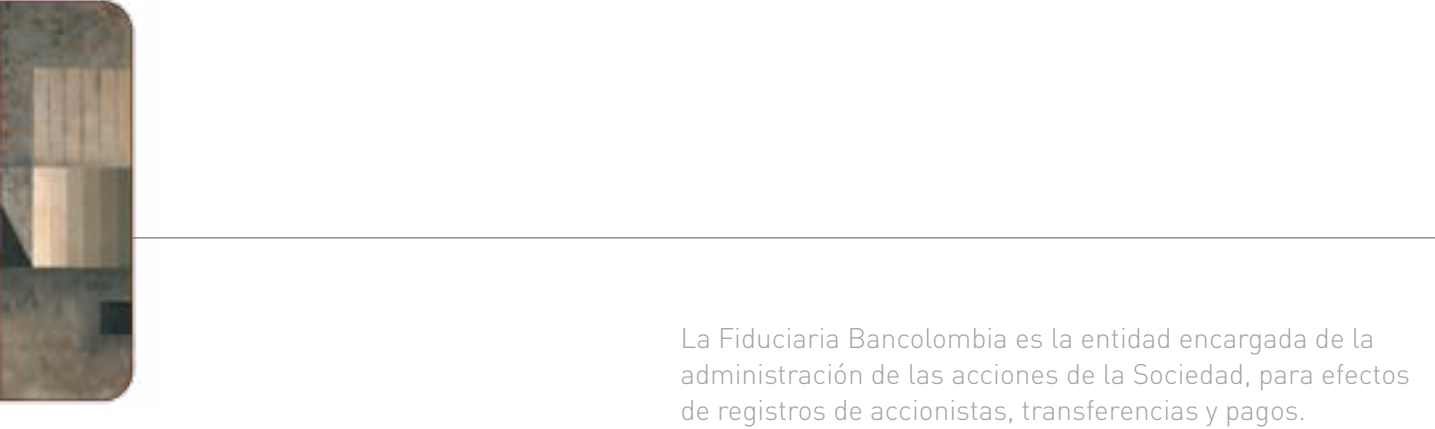 La Fiduciaria Bancolombia es la entidad encargada de la
administración de las acciones de la Sociedad, para efectos
de registros de accionistas, transferencias y pagos.